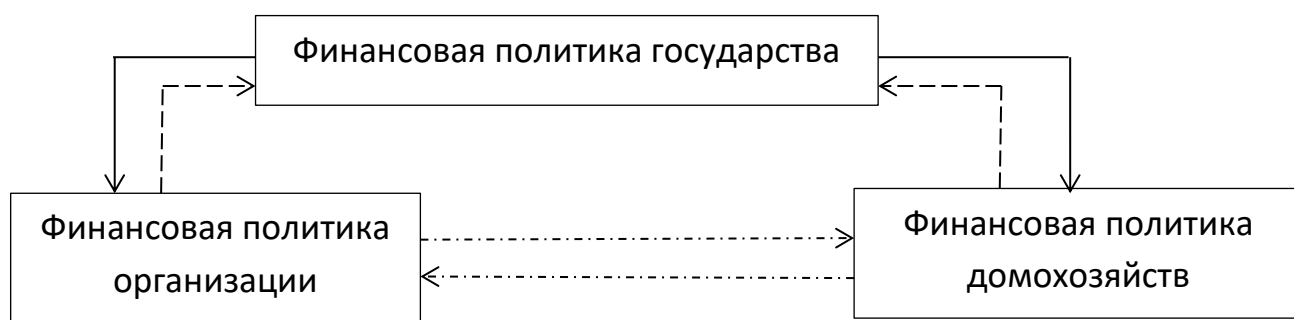 Финансовая политика государства
Финансовая политика
организации
Финансовая политика
домохозяйств